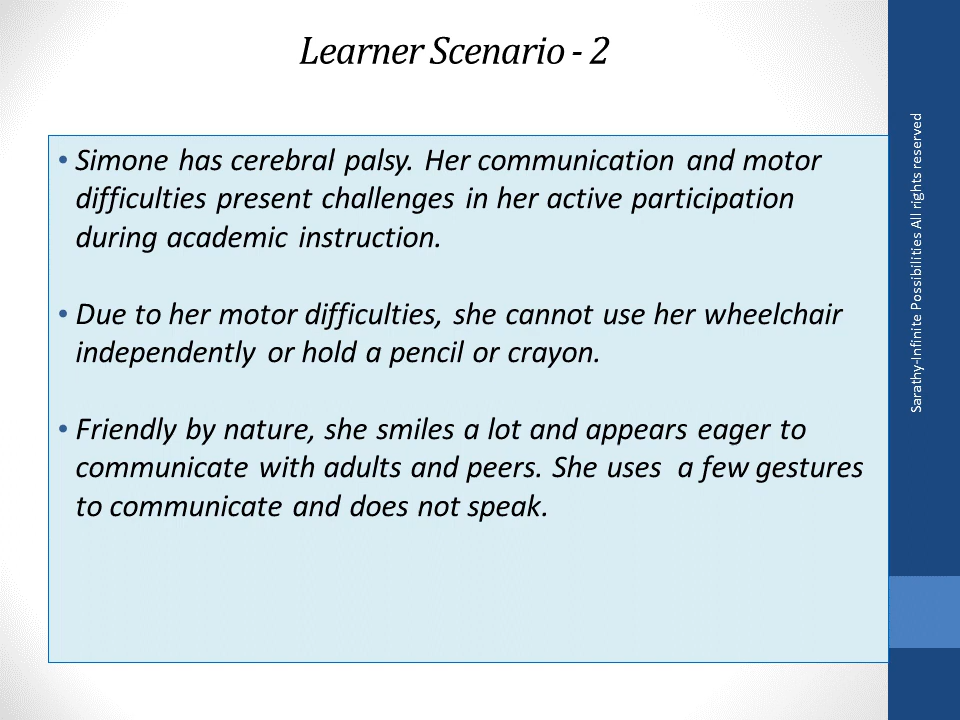 Learner Scenario - 2
• Simone has cerebral palsy. Her communication and motor
difficulties present challenges in her active participation
during academic instruction.
• Due to her motor difficulties, she cannot use her wheelchair
independently or hold a pencil or crayon.
• Friendly by nature, she smiles a lot and appears eager to
communicate with adults and peers. She uses a few gestures
to communicate and does not speak.
Sarathy-Infinite Possibilities All rights reserved